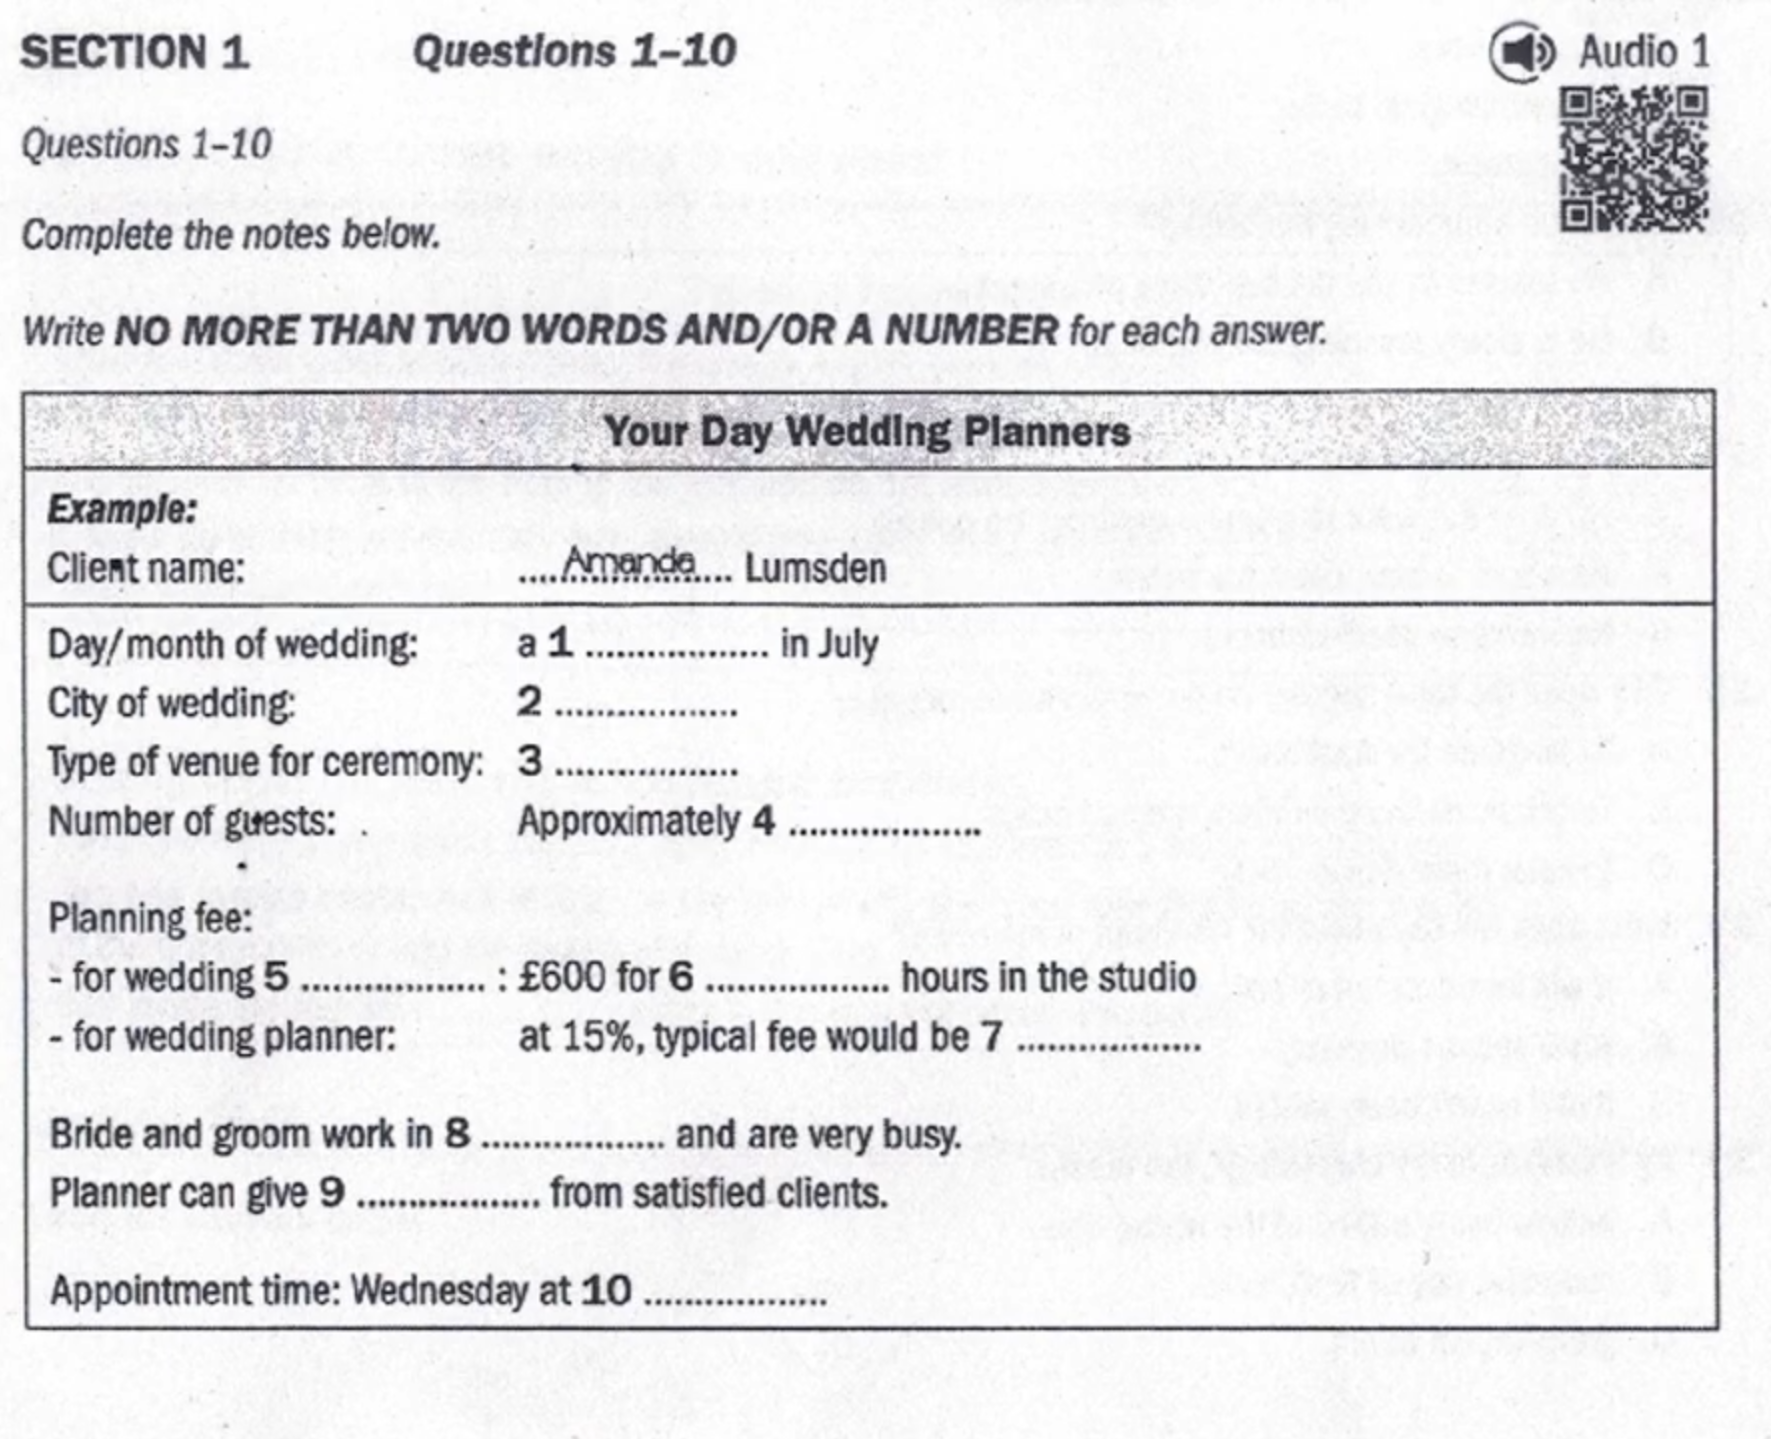 SECTION 1 Questions 1–10 Audio 1
Questions 1–10
Complete the notes below.
Write NO MORE THAN TWO WORDS AND/OR A NUMBER for each answer.
Your Day Wedding Planners
Example:
Client name: ....Amanda.... Lumsden
Day/month of wedding: a 1 .................. in July
City of wedding: 2 ..................
Type of venue for ceremony: 3 ..................
Number of guests: Approximately 4 ...................
Planning fee:
- for wedding 5 .................. : £600 for 6 .................. hours in the studio
- for wedding planner: at 15%, typical fee would be 7 ..................
Bride and groom work in 8 .................. and are very busy.
Planner can give 9 .................. from satisfied clients.
Appointment time: Wednesday at 10 ..................